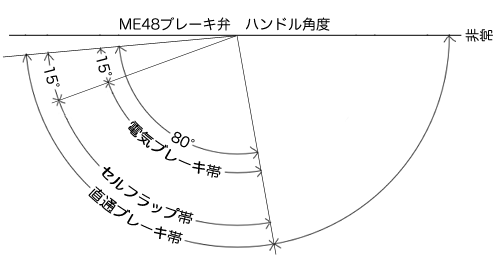 ME48ブレーキ弁　ハンドル角度
非常
15°
15°
80°
電気ブレーキ帯
セルフラップ帯
直通ブレーキ帯